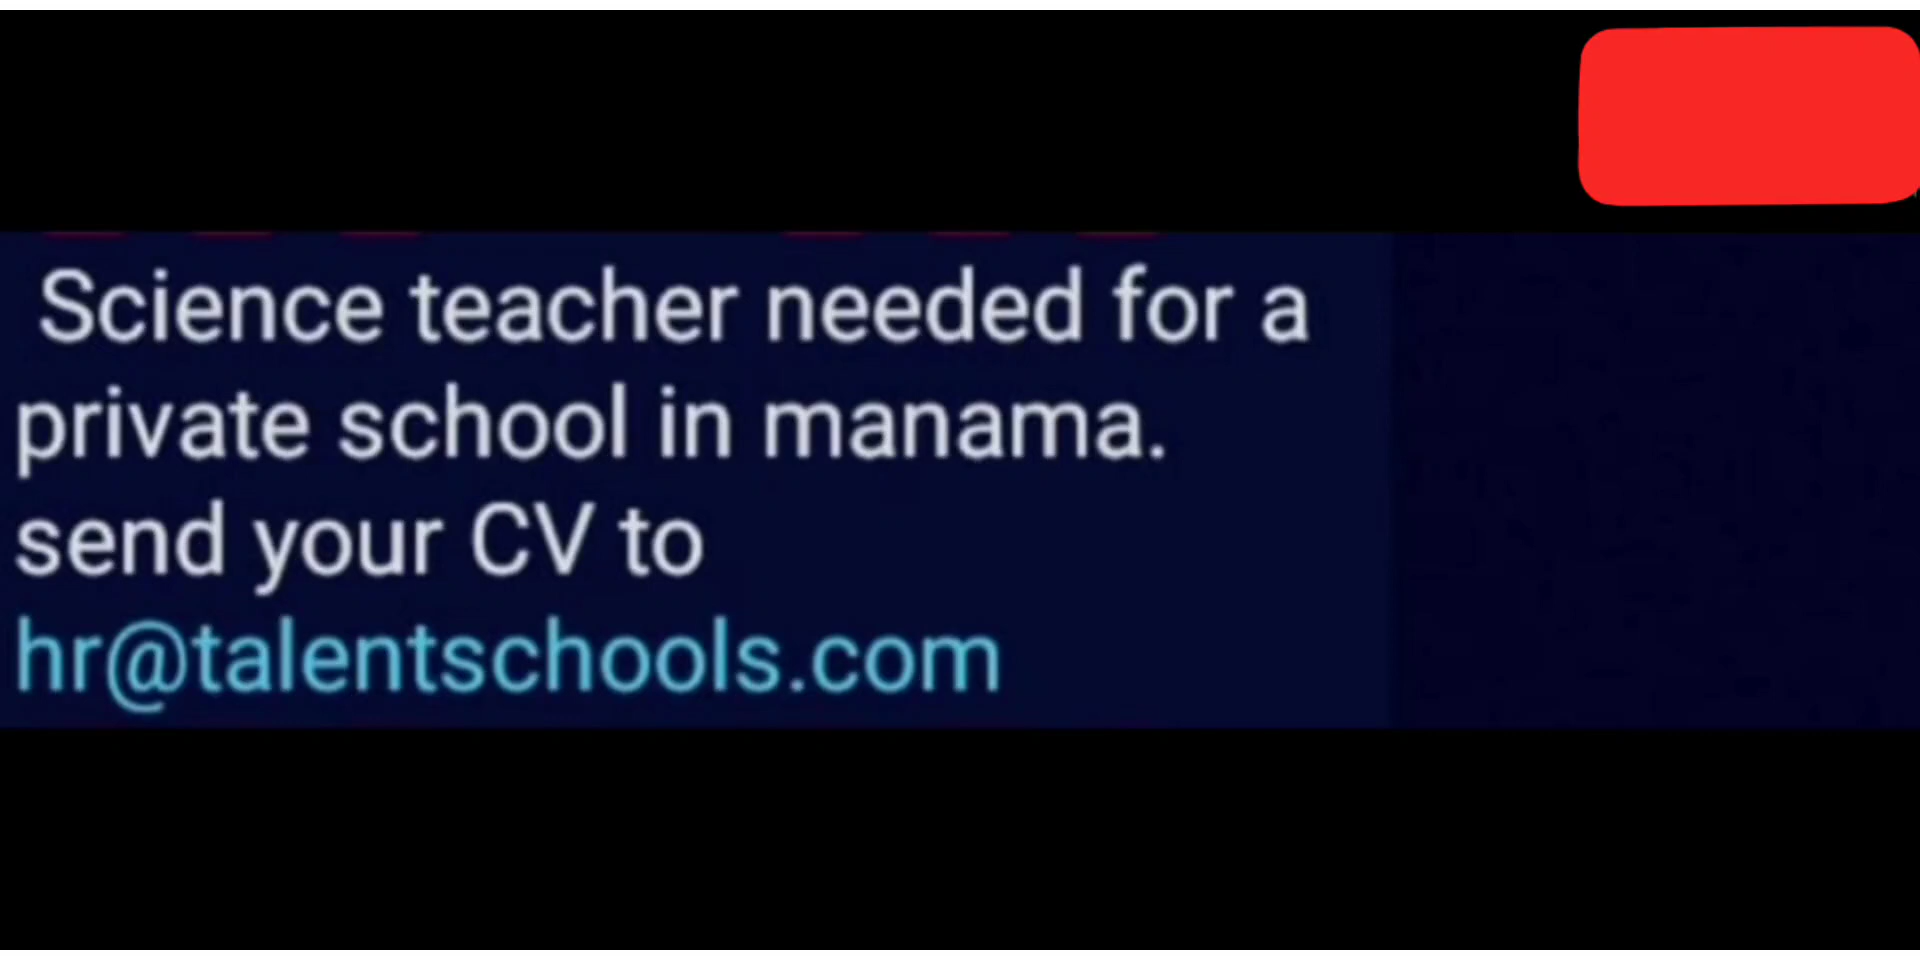 Science teacher needed for a
private school in manama.
send your CV to
hr@talentschools.com